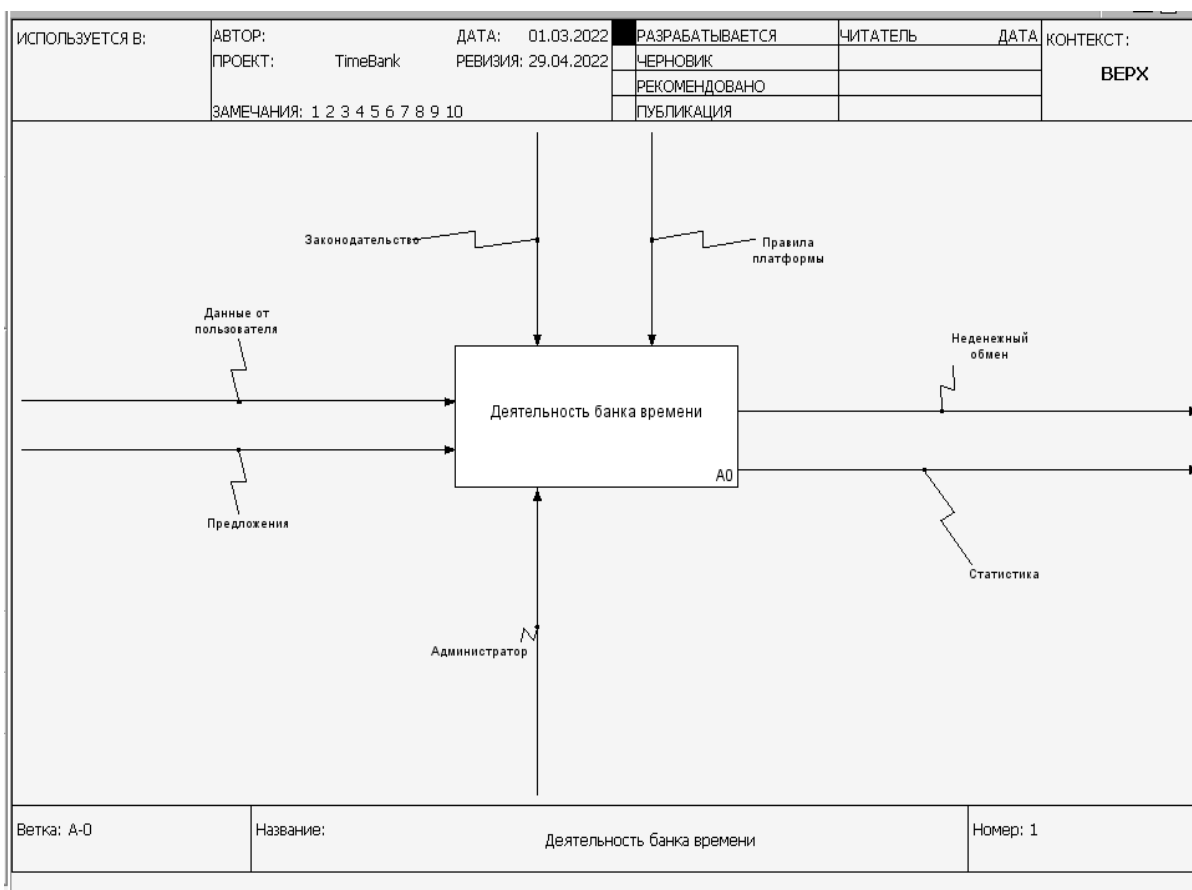 ИСПОЛЬЗУЕТСЯ В:
АВТОР:
ДАТА: 01.03.2022
ПРОЕКТ: TimeBank
РЕВИЗИЯ: 29.04.2022
ЗАМЕЧАНИЯ: 1 2 3 4 5 6 7 8 9 10
РАЗРАБАТЫВАЕТСЯ
ЧЕРНОВИК
РЕКОМЕНДОВАНО
ПУБЛИКАЦИЯ
ЧИТАТЕЛЬ
ДАТА
КОНТЕКСТ:
ВЕРХ
Законодательство
Правила
платформы
Данные от
пользователя
Неденежный
обмен
Деятельность банка времени
A0
Предложения
Статистика
Администратор
Ветка: A-0
Название:
Деятельность банка времени
Номер: 1